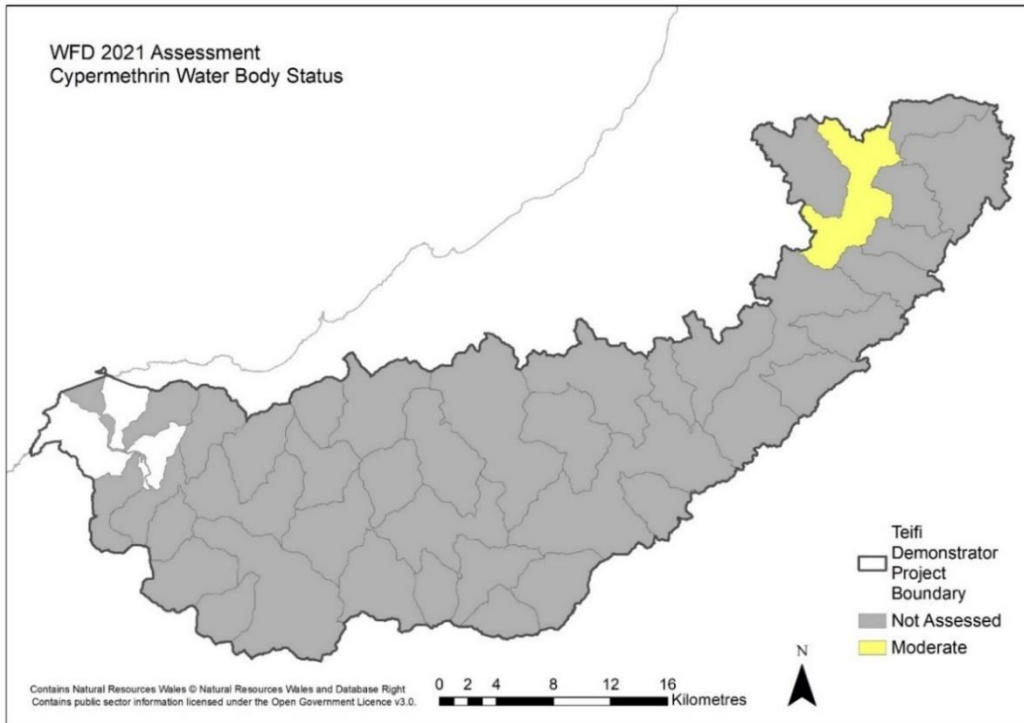 WFD 2021 Assessment
Cypermethrin Water Body Status
Teifi
Demonstrator
Project
Boundary
Not Assessed
Moderate
N
Contains Natural Resources Wales © Natural Resources Wales and Database Right
Contains public sector information licensed under the Open Government Licence v3.0.
0 2 4 8 12 16
Kilometres